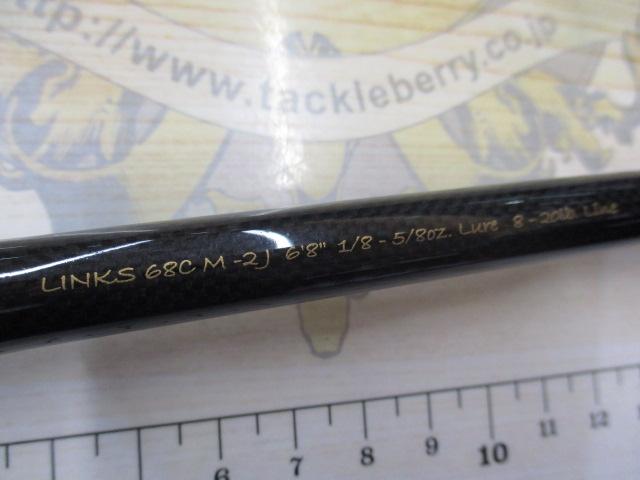 http://www.tackleberry.co.jp
LINKS 68C M-2J 6'8" 1/8-5/8oz. Lure 8-20lb Line
6 7 8 9 10 11 12